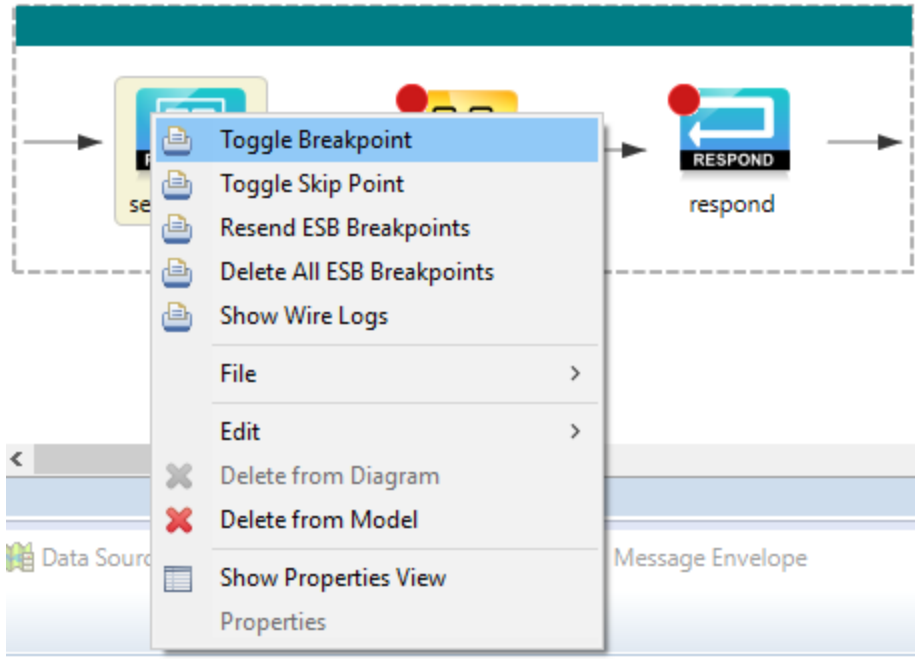 RESPOND
respond
Toggle Breakpoint
Toggle Skip Point
Resend ESB Breakpoints
Delete All ESB Breakpoints
Show Wire Logs
File
Edit
Delete from Diagram
Delete from Model
Show Properties View
Properties
Message Envelope
Data